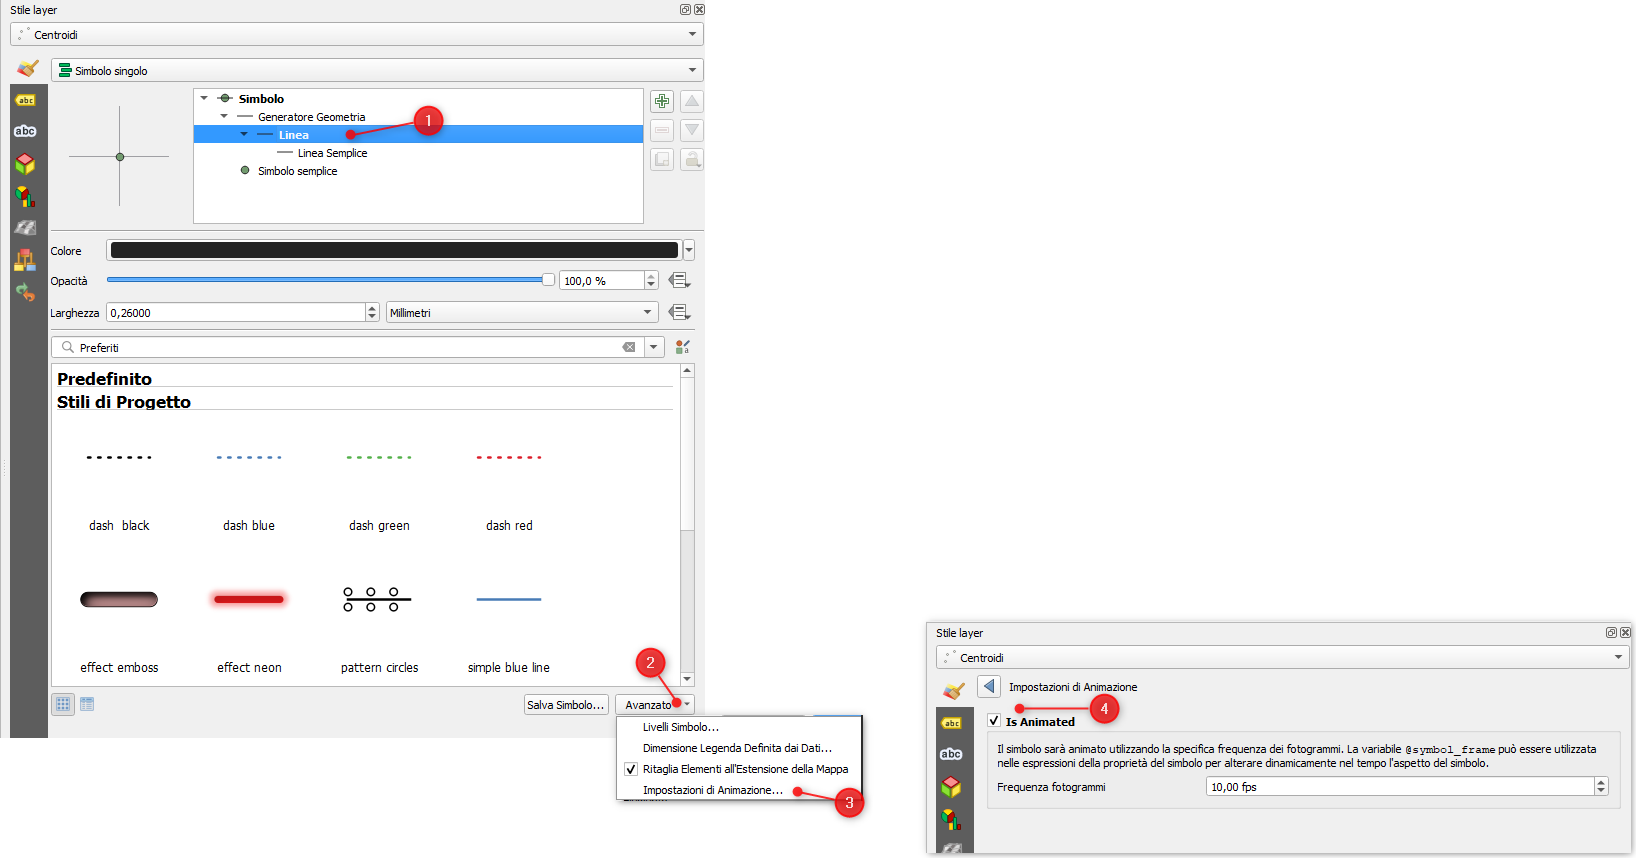 Stile layer
Centroidi
Simbolo singolo
Simbolo
Generatore Geometria
1
Linea
Linea Semplice
Simbolo semplice
abc
abc
Colore
Opacità
100,0 %
Larghezza
0,26000
Millimetri
Preferiti
Predefinito
Stili di Progetto
dash black
dash blue
dash green
dash red
effect emboss
effect neon
pattern circles
simple blue line
2
Salva Simbolo...
Avanzato
Livelli Simbolo...
Dimensione Legenda Definita dai Dati...
Ritaglia Elementi all'Estensione della Mappa
Impostazioni di Animazione...
3
Stile layer
Centroidi
Impostazioni di Animazione
4
abc
Is Animated
abc
Il simbolo sarà animato utilizzando la specifica frequenza dei fotogrammi. La variabile @symbol_frame può essere utilizzata
nelle espressioni della proprietà del simbolo per alterare dinamicamente nel tempo l'aspetto del simbolo.
Frequenza fotogrammi
10,00 fps